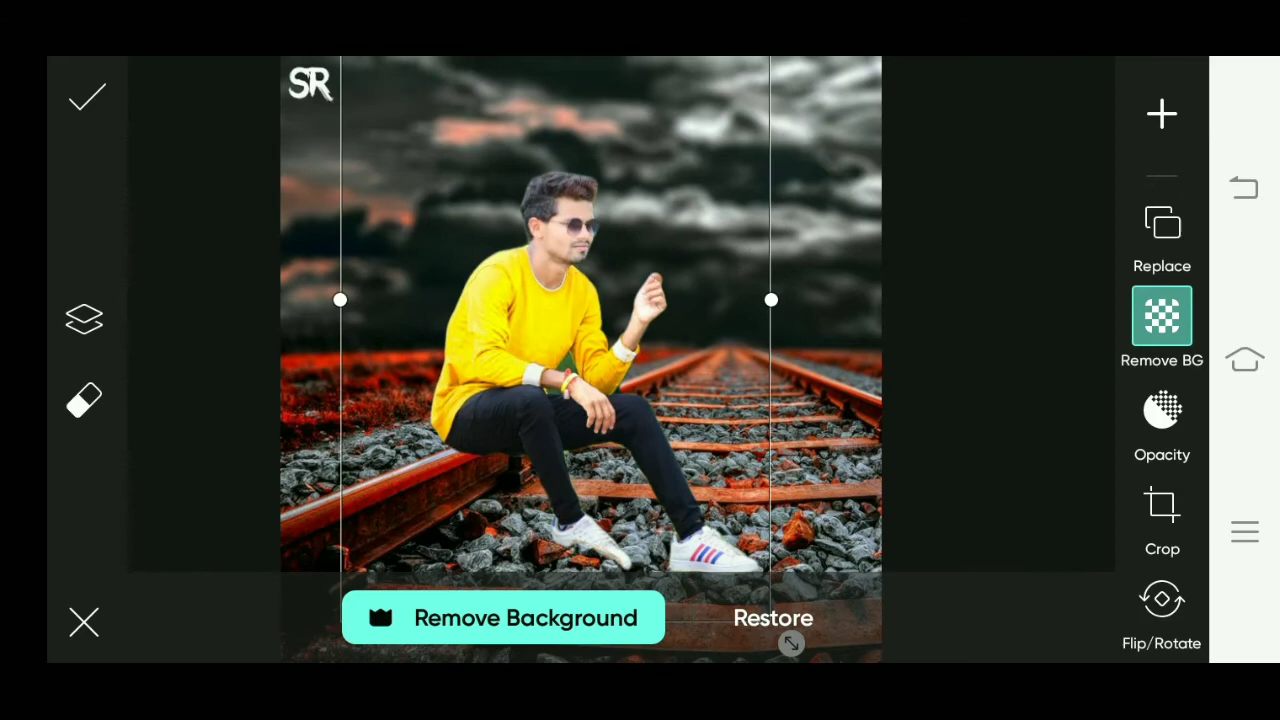 SR
Replace
Remove BG
Opacity
Crop
Flip/Rotate
Remove Background
Restore